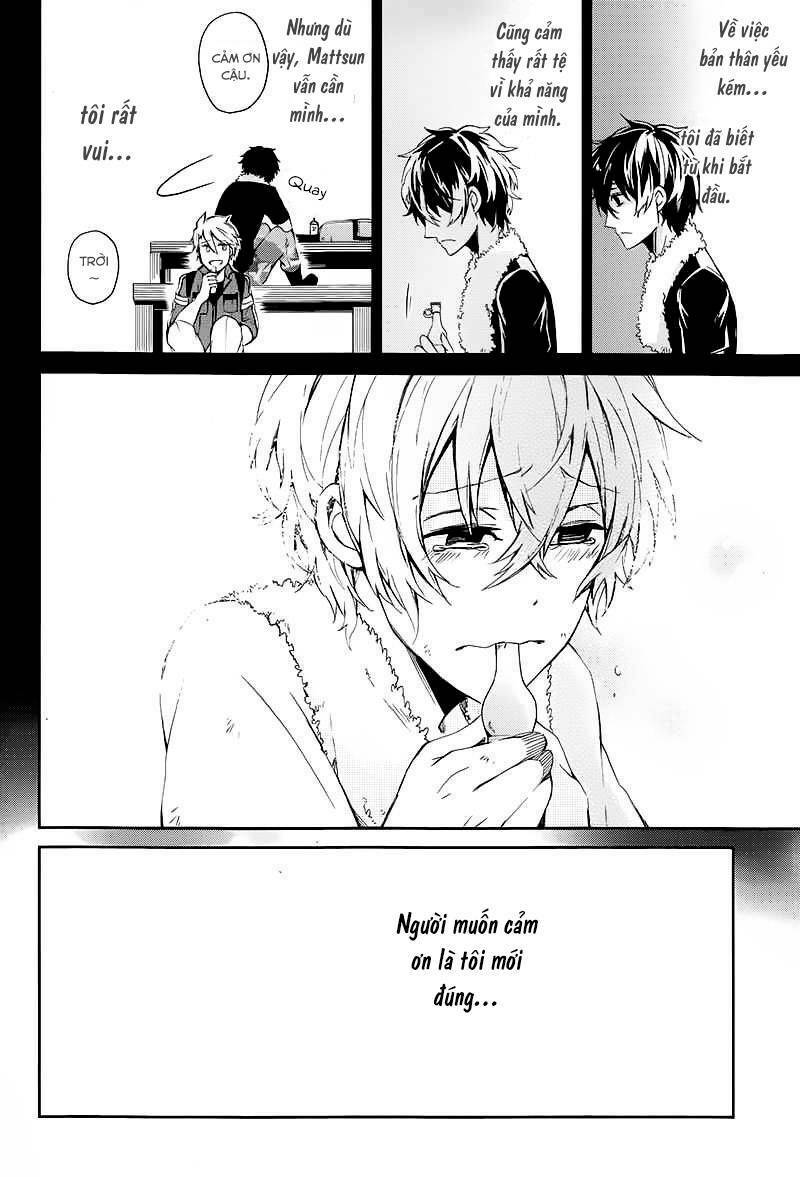 Về việc
bản thân yếu
kém...
tôi đã biết
từ khi bắt
đầu.
Cũng cảm
thấy rất tệ
vì khả năng
của mình.
Nhưng dù
vậy, Mattsun
vẫn cần
mình...
CẢM ƠN
CẬU.
Quay
tôi rất
vui...
TRỜI
~
Người muốn cảm
ơn là tôi mới
đúng...